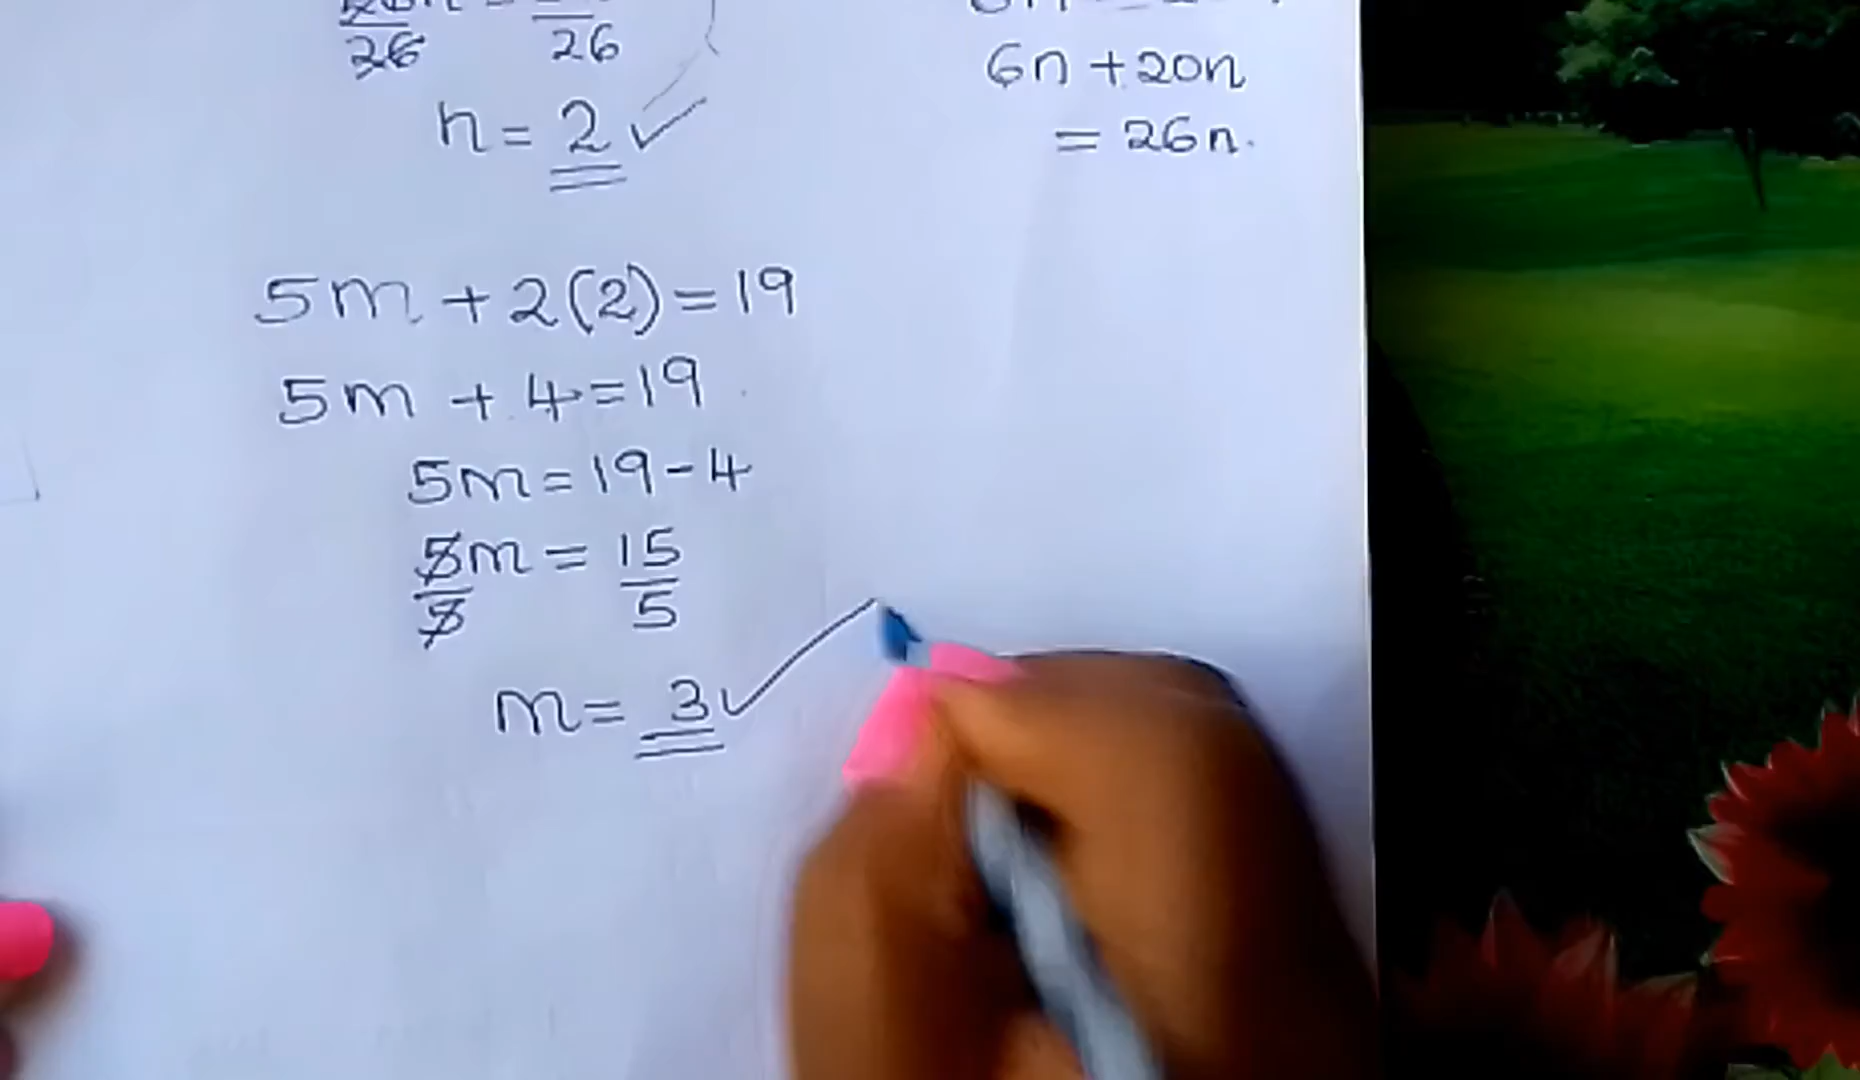 26 26
n = 2 ✓
6n + 20n
= 26n.
5m + 2(2) = 19
5m + 4 = 19
5m = 19 - 4
5m = 15
5 5
m = 3 ✓